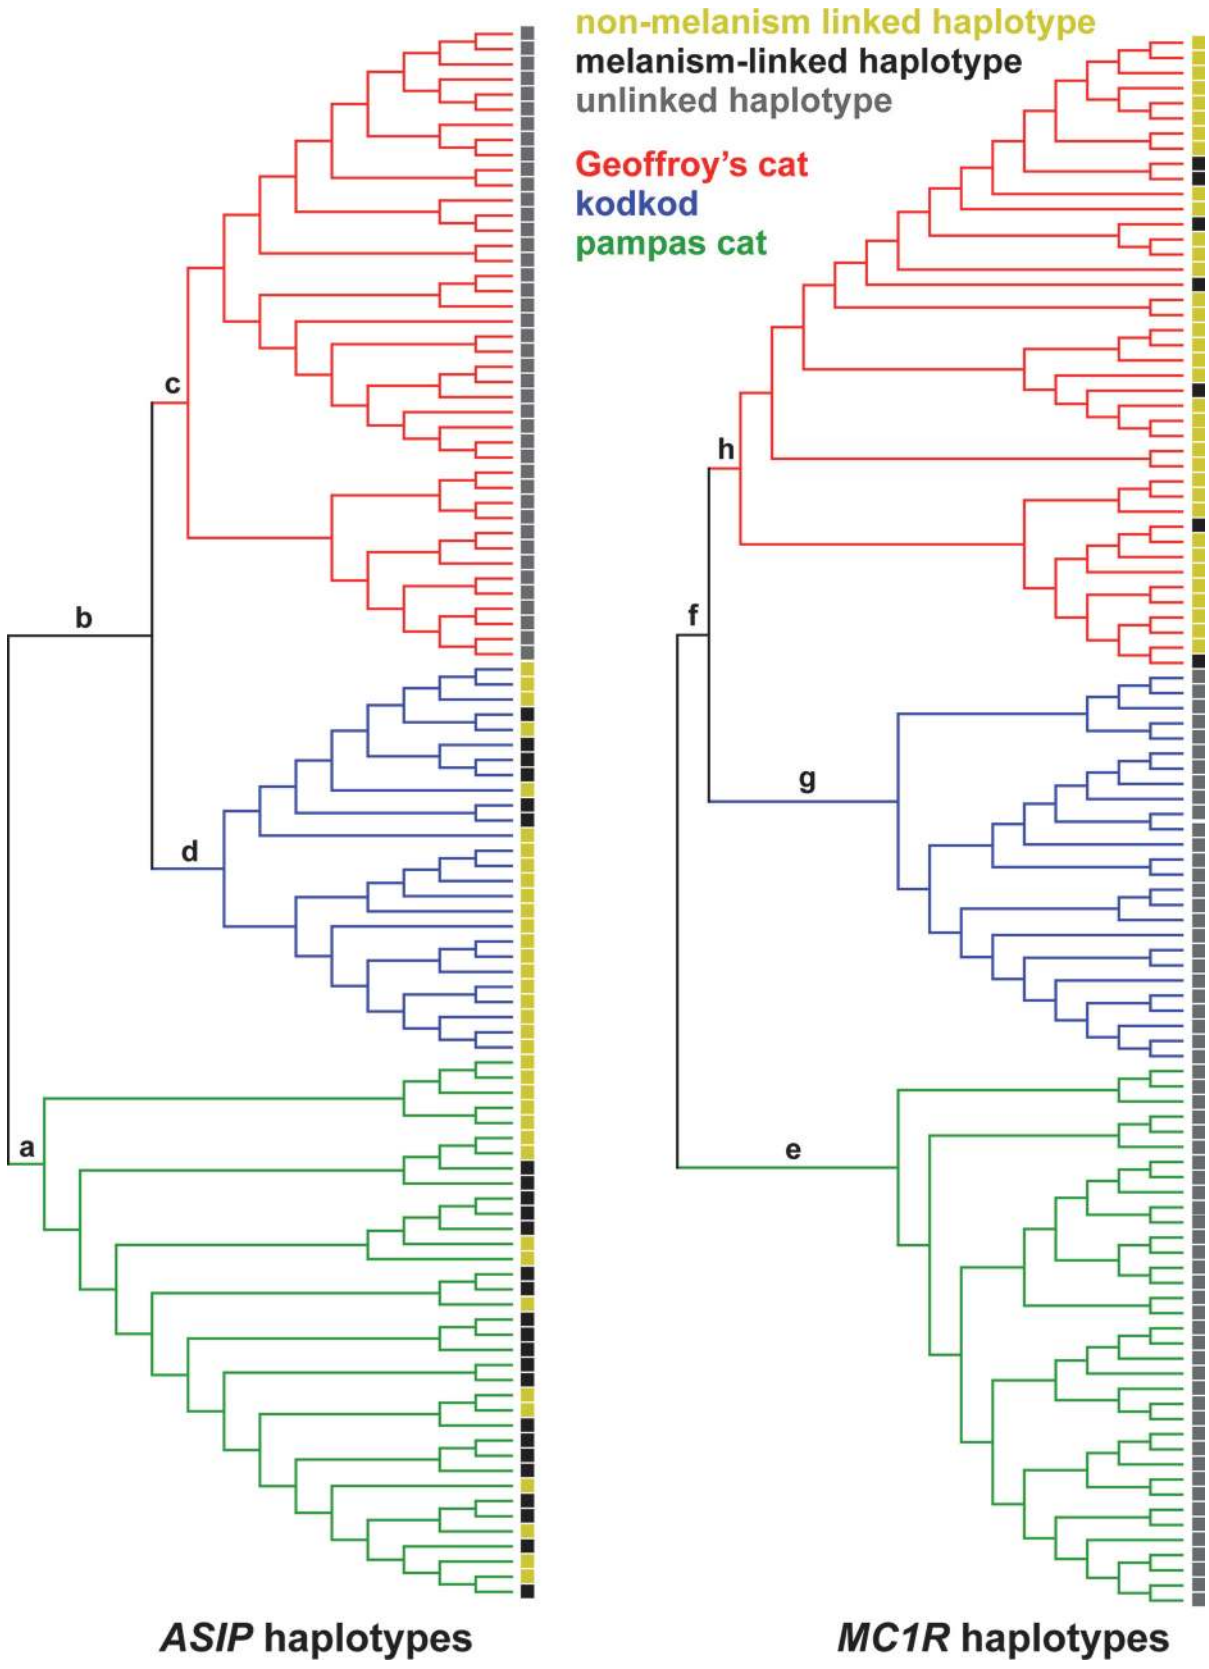 non-melanism linked haplotype
melanism-linked haplotype
unlinked haplotype
Geoffroy's cat
kodkod
pampas cat
c
b
d
a
h
f
g
e
ASIP haplotypes
MC1R haplotypes